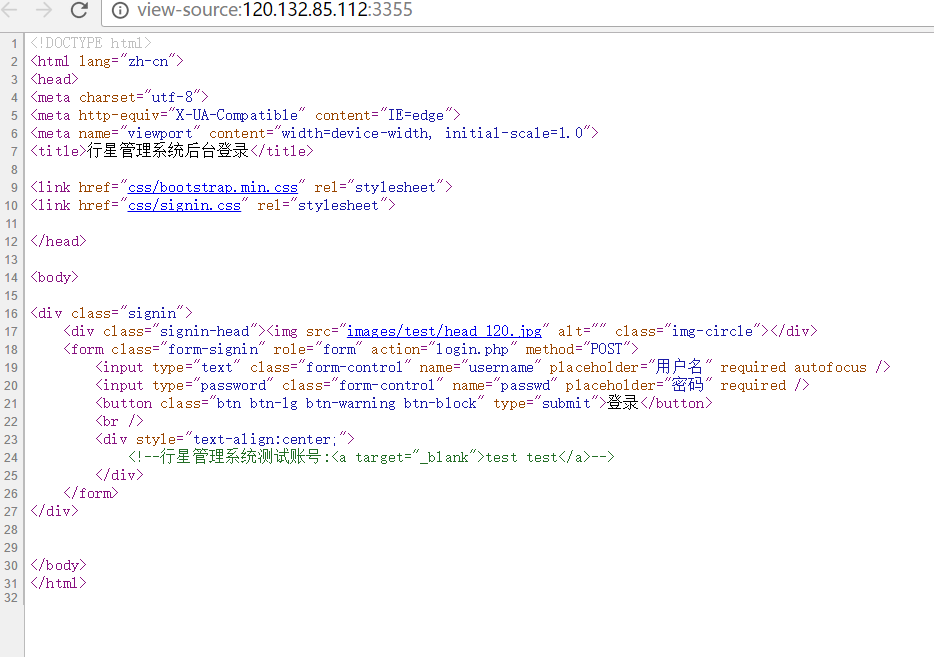 view-source:120.132.85.112:3355
1 <!DOCTYPE html>
2 <html lang="zh-cn">
3 <head>
4 <meta charset="utf-8">
5 <meta http-equiv="X-UA-Compatible" content="IE=edge">
6 <meta name="viewport" content="width=device-width, initial-scale=1.0">
7 <title>行星管理系统后台登录</title>
8
9 <link href="css/bootstrap.min.css" rel="stylesheet">
10 <link href="css/signin.css" rel="stylesheet">
11
12 </head>
13
14 <body>
15
16 <div class="signin">
17 <div class="signin-head"><img src="images/test/head_120.jpg" alt="" class="img-circle"></div>
18 <form class="form-signin" role="form" action="login.php" method="POST">
19 <input type="text" class="form-control" name="username" placeholder="用户名" required autofocus />
20 <input type="password" class="form-control" name="passwd" placeholder="密码" required />
21 <button class="btn btn-lg btn-warning btn-block" type="submit">登录</button>
22 <br />
23 <div style="text-align:center;">
24 <!--行星管理系统测试账号:<a target="_blank">test test</a>-->
25 </div>
26 </form>
27 </div>
28
29
30 </body>
31 </html>
32